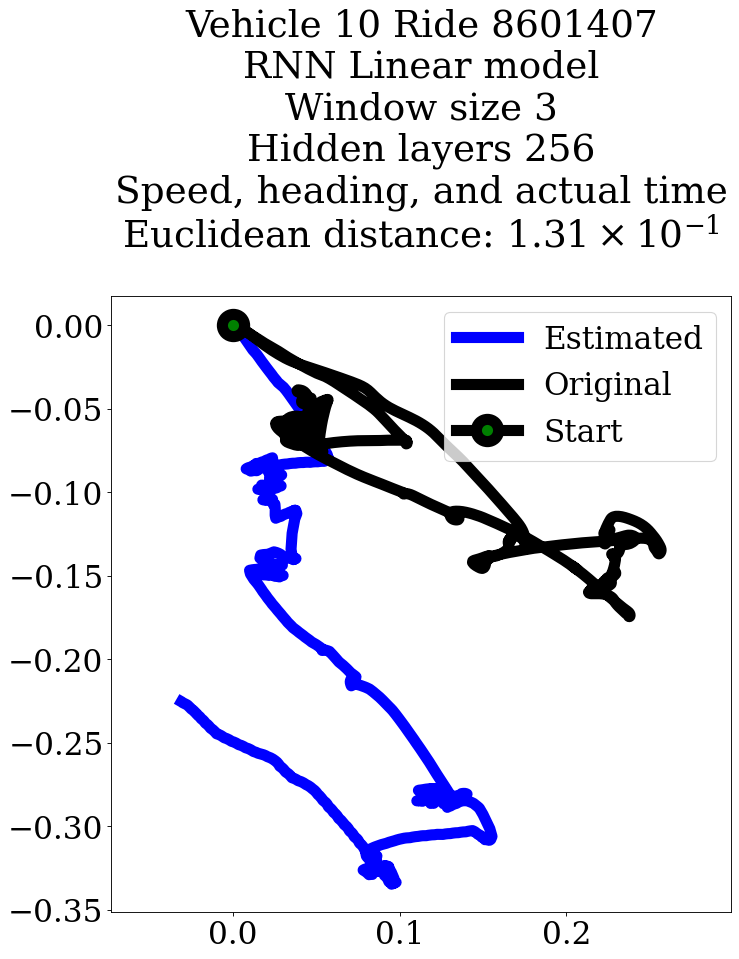 Vehicle 10 Ride 8601407
RNN Linear model
Window size 3
Hidden layers 256
Speed, heading, and actual time
Euclidean distance: 1.31 × 10⁻¹
Estimated
Original
Start
0.00
−0.05
−0.10
−0.15
−0.20
−0.25
−0.30
−0.35
0.0 0.1 0.2